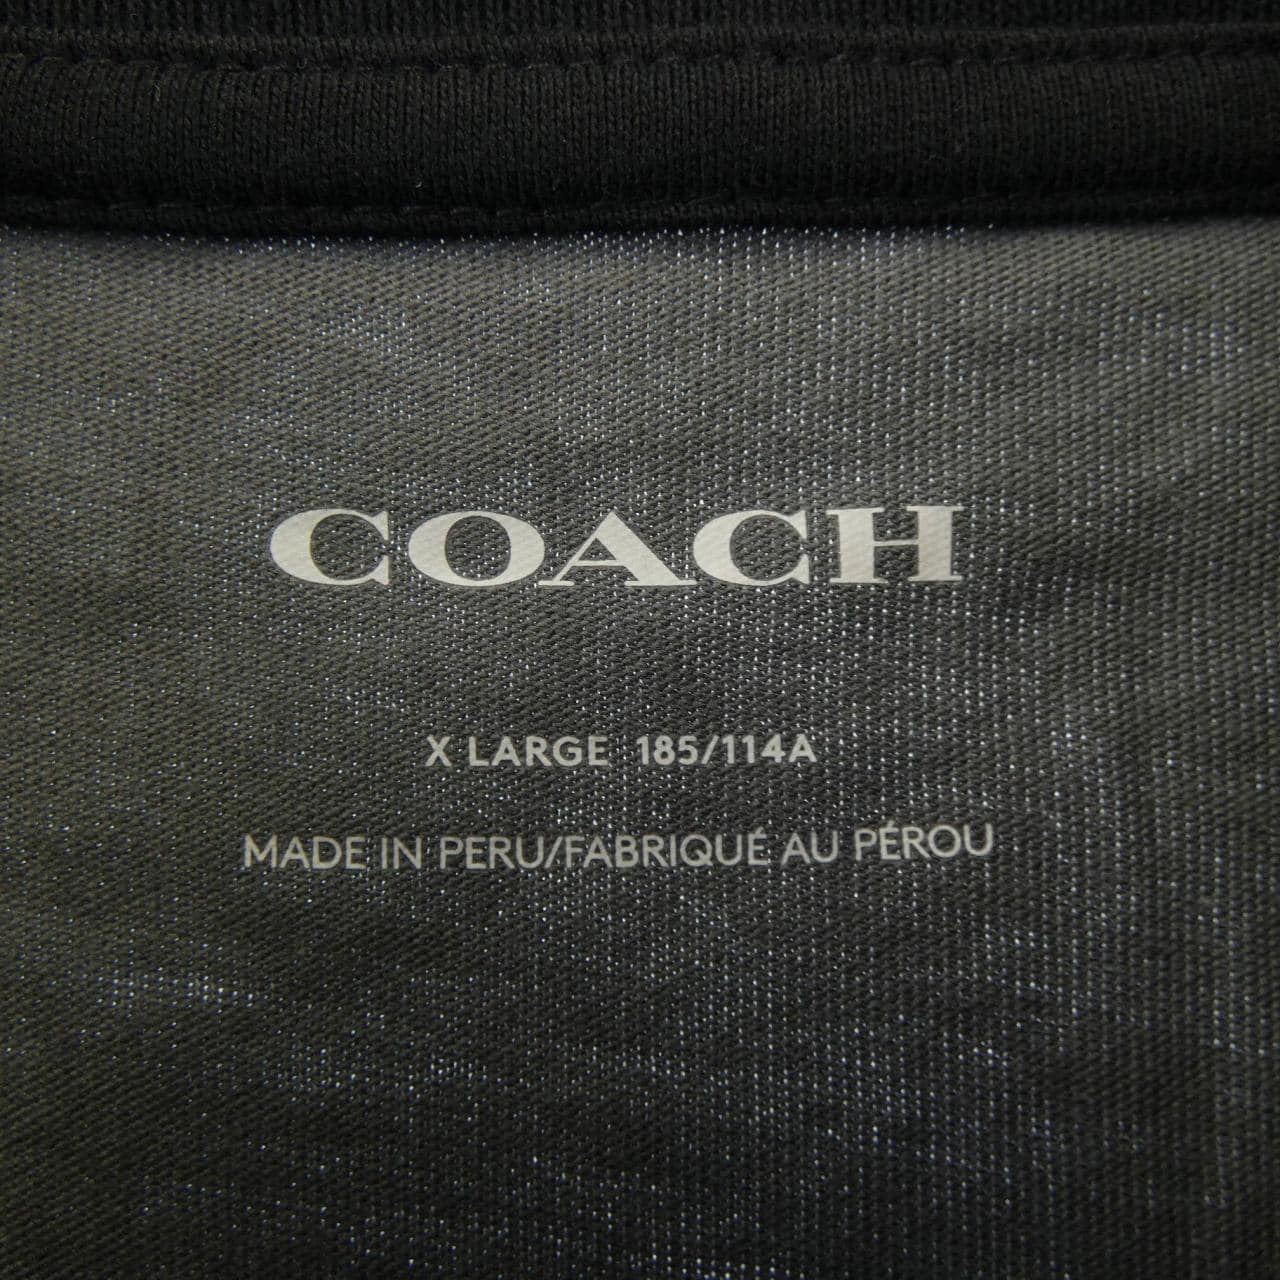 COACH
X LARGE 185/114A
MADE IN PERU/FABRIQUÉ AU PÉROU